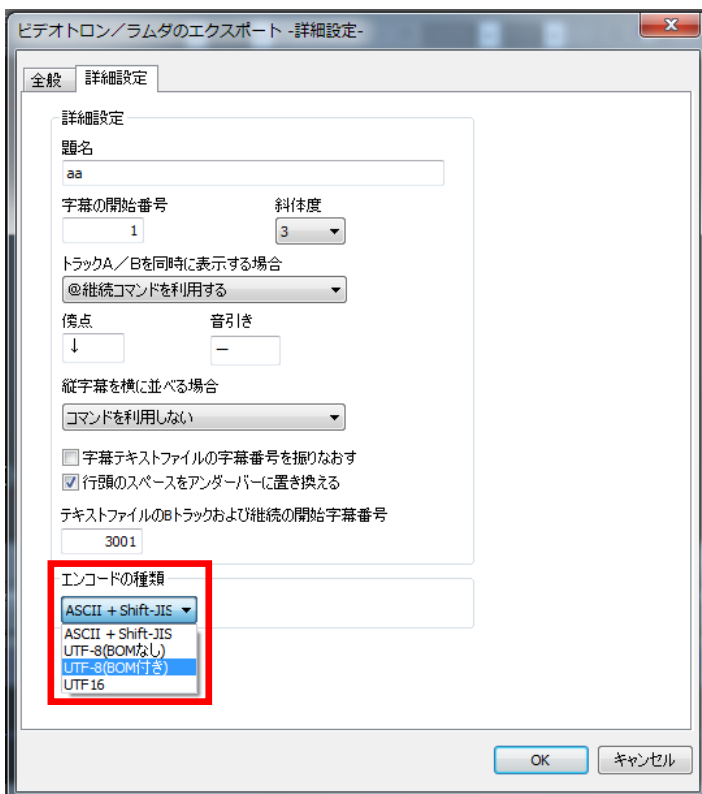 ビデオトロン／ラムダのエクスポート -詳細設定-
全般 詳細設定
詳細設定
題名
aa
字幕の開始番号 斜体度
1 3
トラックA／Bを同時に表示する場合
@継続コマンドを利用する
傍点 音引き
↓ ー
縦字幕を横に並べる場合
コマンドを利用しない
字幕テキストファイルの字幕番号を振りなおす
行頭のスペースをアンダーバーに置き換える
テキストファイルのBトラックおよび継続の開始字幕番号
3001
エンコードの種類
ASCII + Shift-JIS
ASCII + Shift-JIS
UTF-8(BOMなし)
UTF-8(BOM付き)
UTF16
OK キャンセル